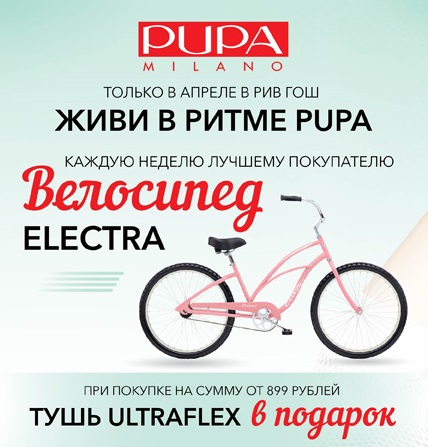 PUPA
MILANO
ТОЛЬКО В АПРЕЛЕ В РИВ ГОШ
ЖИВИ В РИТМЕ PUPA
КАЖДУЮ НЕДЕЛЮ ЛУЧШЕМУ ПОКУПАТЕЛЮ
Велосипед
ELECTRA
ПРИ ПОКУПКЕ НА СУММУ ОТ 899 РУБЛЕЙ
ТУШЬ ULTRAFLEX в подарок